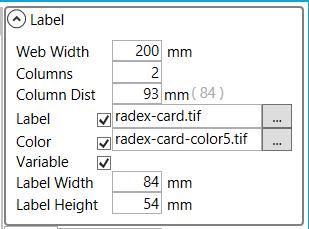 Label
Web Width 200 mm
Columns 2
Column Dist 93 mm ( 84 )
Label radex-card.tif ...
Color radex-card-color5.tif ...
Variable
Label Width 84 mm
Label Height 54 mm